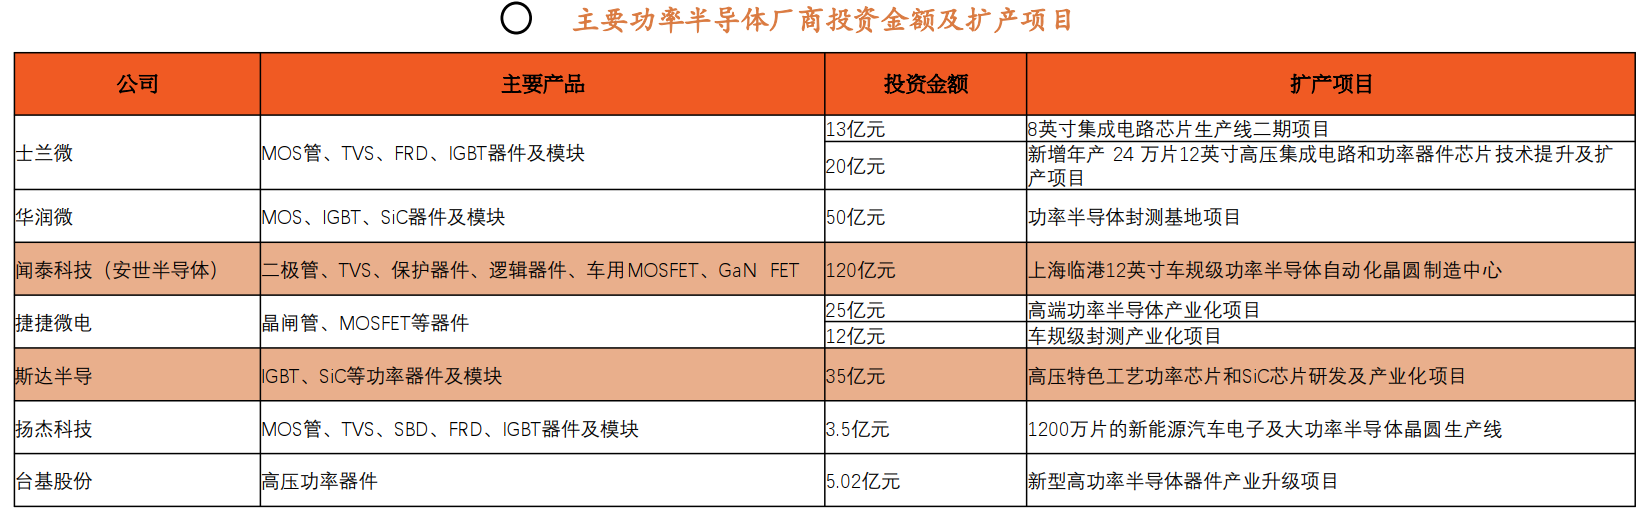 主要功率半导体厂商投资金额及扩产项目
公司 主要产品 投资金额 扩产项目
士兰微 MOS管、TVS、FRD、IGBT器件及模块 13亿元 8英寸集成电路芯片生产线二期项目
20亿元 新增年产 24 万片12英寸高压集成电路和功率器件芯片技术提升及扩
产项目
华润微 MOS、IGBT、SiC器件及模块 50亿元 功率半导体封测基地项目
闻泰科技（安世半导体） 二极管、TVS、保护器件、逻辑器件、车用MOSFET、GaN FET 120亿元 上海临港12英寸车规级功率半导体自动化晶圆制造中心
捷捷微电 晶闸管、MOSFET等器件 25亿元 高端功率半导体产业化项目
12亿元 车规级封测产业化项目
斯达半导 IGBT、SiC等功率器件及模块 35亿元 高压特色工艺功率芯片和SiC芯片研发及产业化项目
扬杰科技 MOS管、TVS、SBD、FRD、IGBT器件及模块 3.5亿元 1200万片的新能源汽车电子及大功率半导体晶圆生产线
台基股份 高压功率器件 5.02亿元 新型高功率半导体器件产业升级项目